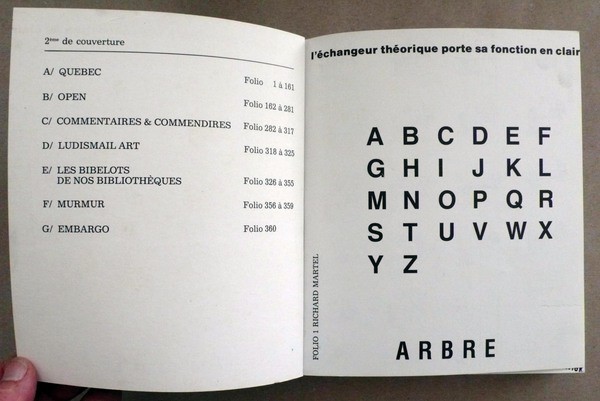 2ème de couverture
A/ QUEBEC
Folio 1 à 161
B/ OPEN
Folio 162 à 281
C/ COMMENTAIRES & COMMENDIRES
Folio 282 à 317
D/ LUDISMAIL ART
Folio 318 à 325
E/ LES BIBELOTS
DE NOS BIBLIOTHÈQUES
Folio 326 à 355
F/ MURMUR
Folio 356 à 359
G/ EMBARGO
Folio 360
l'échangeur théorique porte sa fonction en clair
A B C D E F
G H I J K L
M N O P Q R
S T U V W X
Y Z
FOLIO 1 RICHARD MARTEL
ARBRE